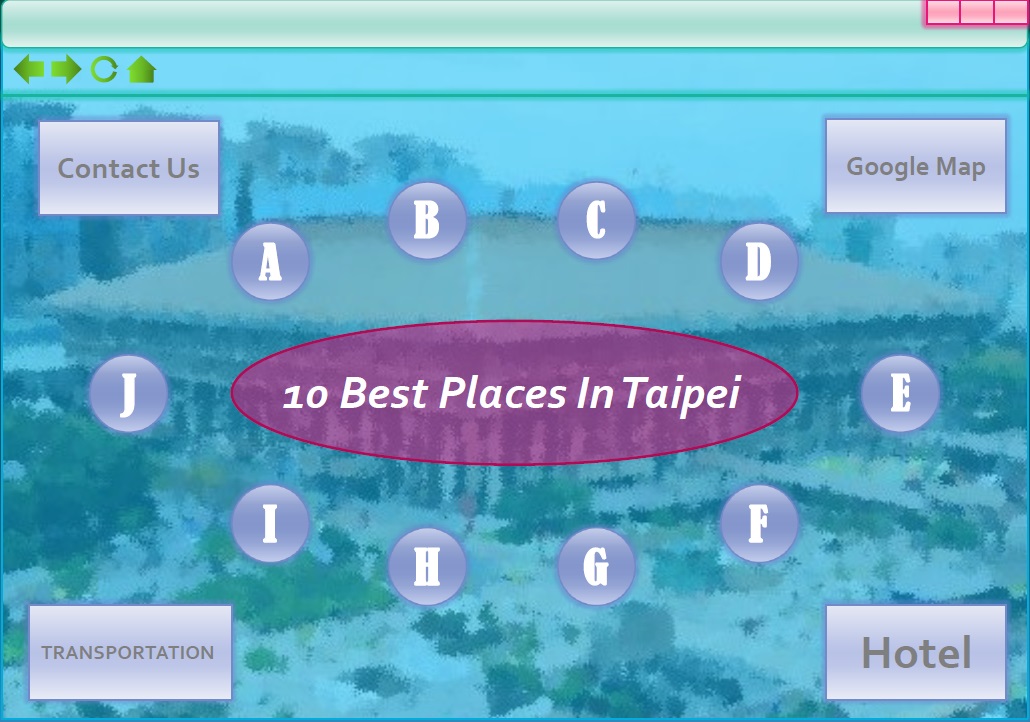 Contact Us
Google Map
A
B
C
D
J
10 Best Places In Taipei
E
I
H
G
F
TRANSPORTATION
Hotel